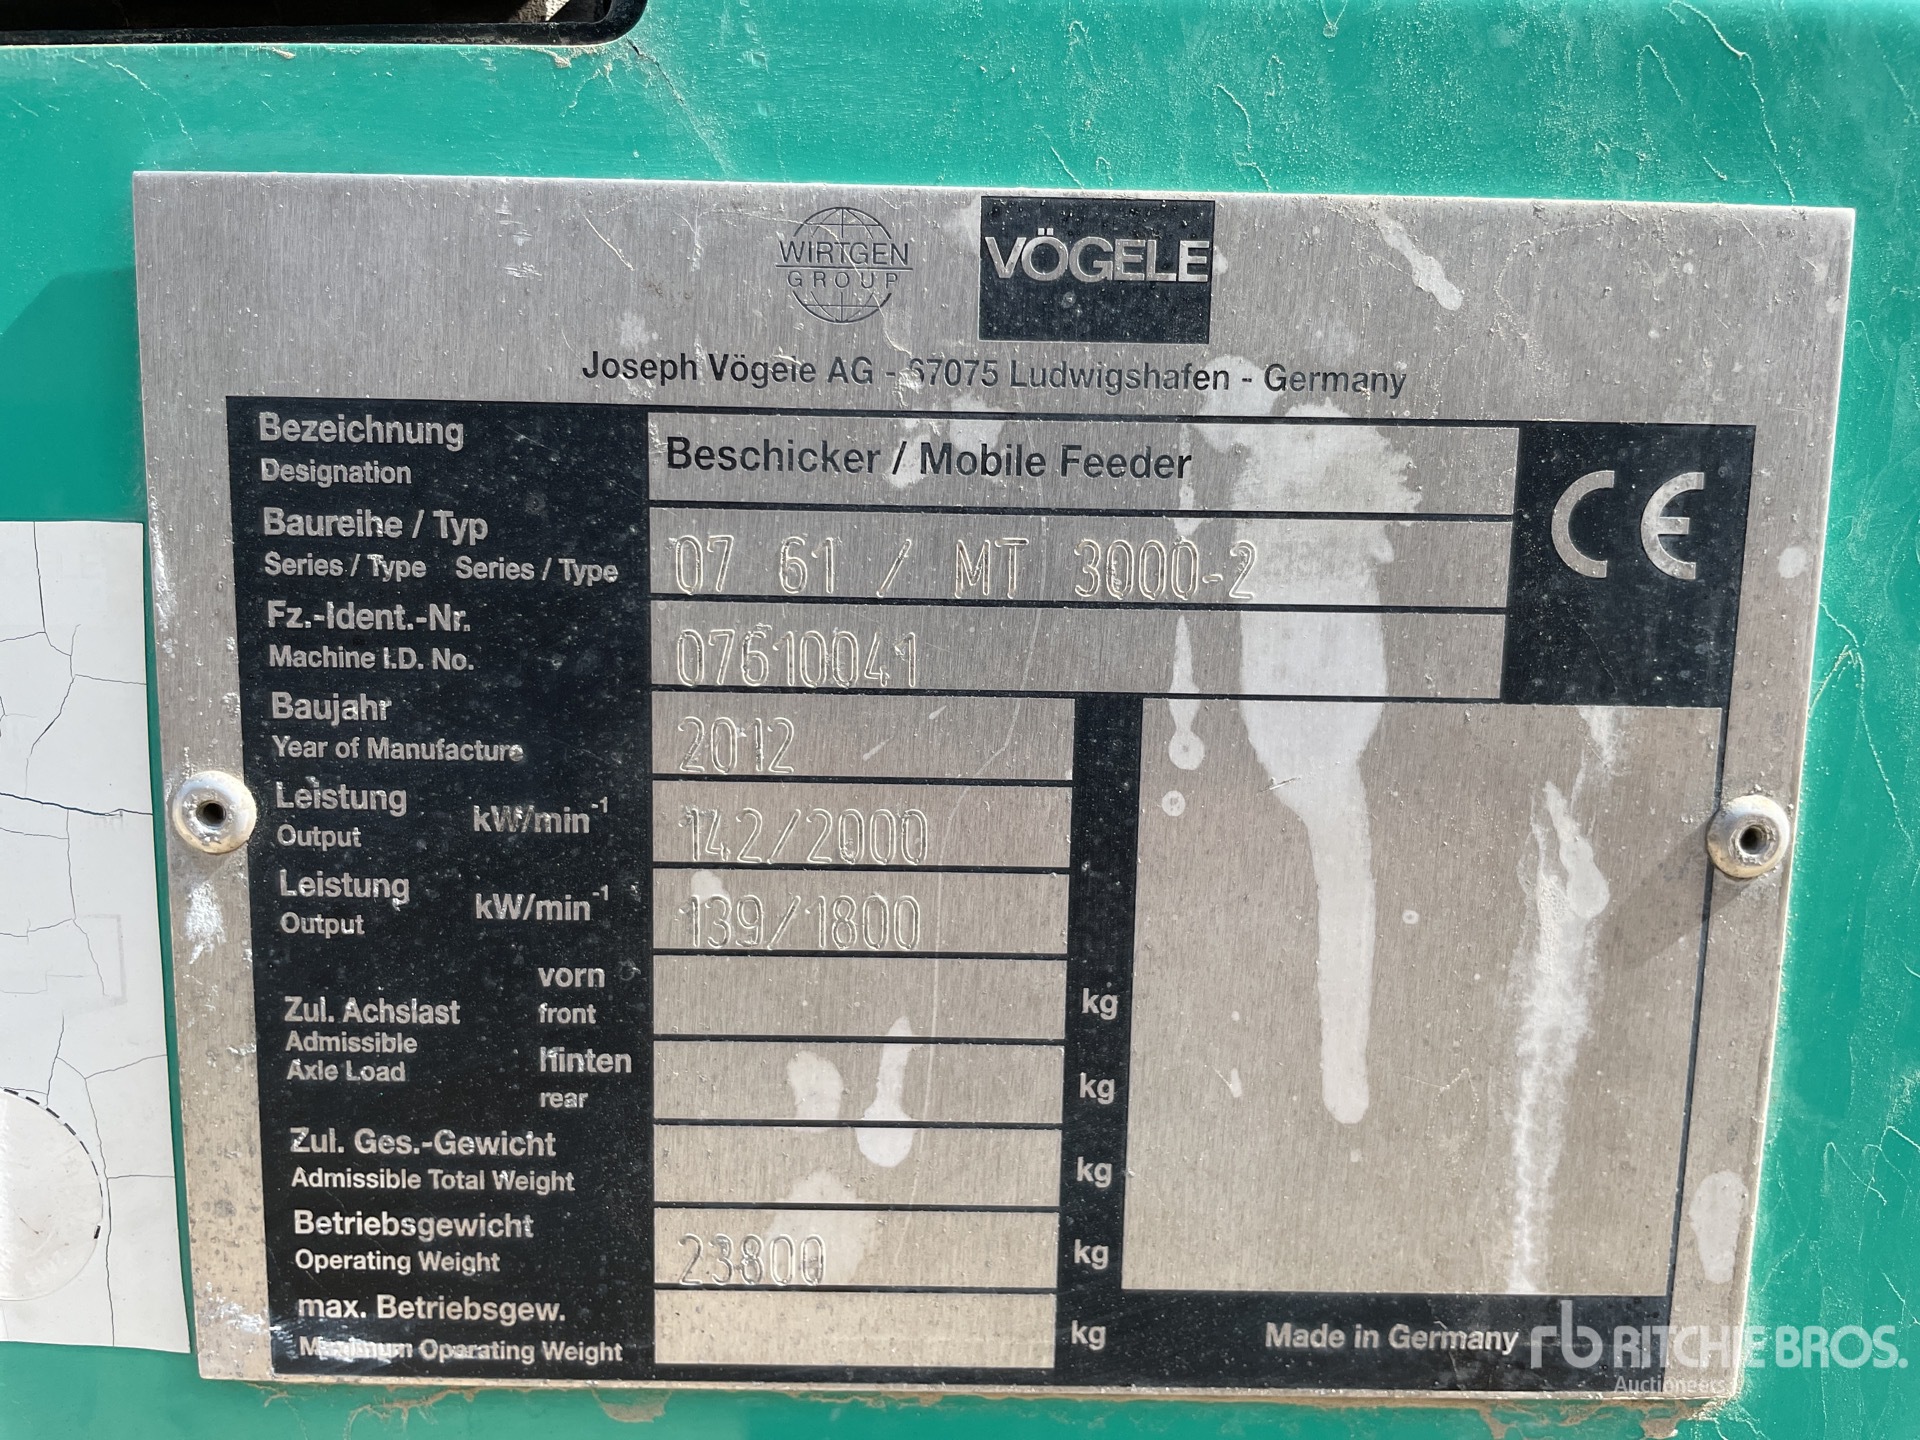 WIRTGEN
GROUP
VÖGELE
Joseph Vögele AG - 67075 Ludwigshafen - Germany
Bezeichnung
Designation
Beschicker / Mobile Feeder
CE
Baureihe / Typ
Series / Type Series / Type
07 61 / MT 3000-2
Fz.-Ident.-Nr.
Machine I.D. No.
07610041
Baujahr
Year of Manufacture
2012
Leistung
Output
kW/min-1
142/2000
Leistung
Output
kW/min-1
139/1800
Zul. Achslast
Admissible
Axle Load
vorn
front
kg
hinten
rear
kg
Zul. Ges.-Gewicht
Admissible Total Weight
kg
Betriebsgewicht
Operating Weight
23800
kg
max. Betriebsgew.
Maximum Operating Weight
kg
Made in Germany
rb RITCHIE BROS.
Auctioneers